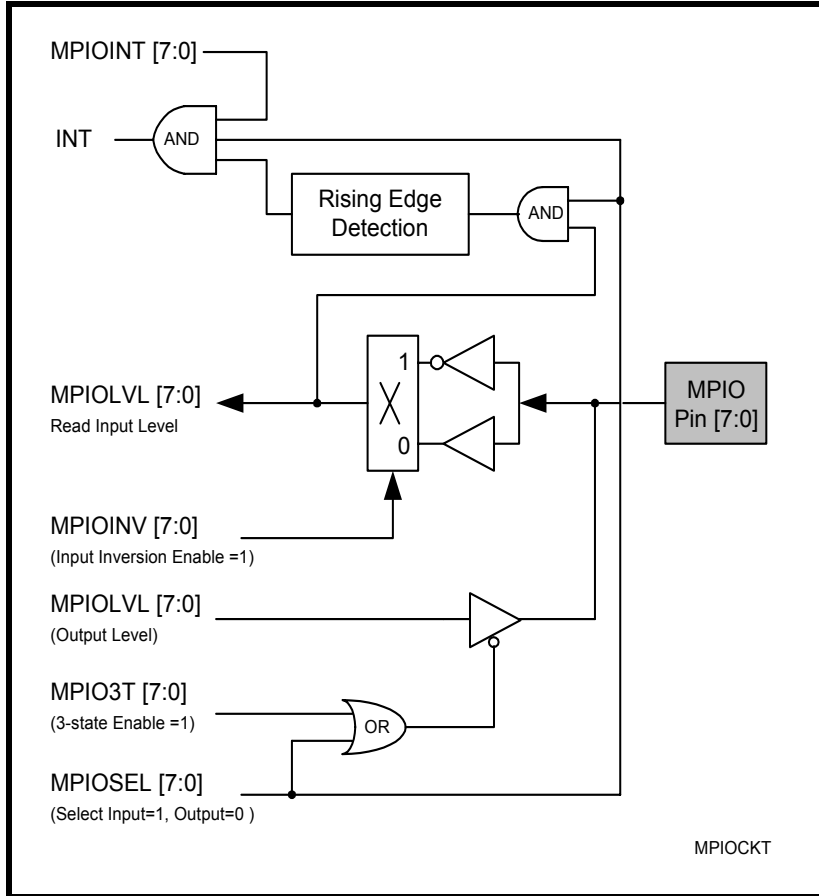 MPIOINT [7:0]
INT
AND
Rising Edge
Detection
AND
1
0
MPIOLVL [7:0]
Read Input Level
MPIO
Pin [7:0]
MPIOINV [7:0]
(Input Inversion Enable =1)
MPIOLVL [7:0]
(Output Level)
MPIO3T [7:0]
(3-state Enable =1)
OR
MPIOSEL [7:0]
(Select Input=1, Output=0 )
MPIOCKT